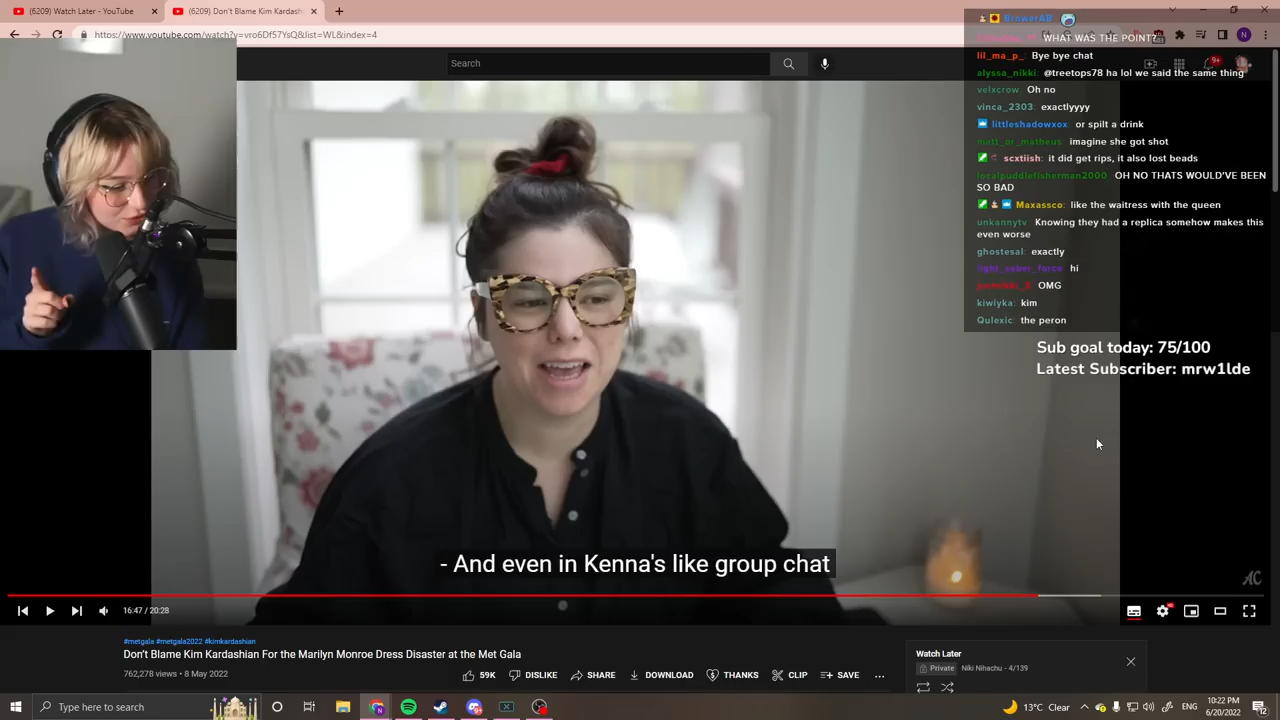 (6209) Watch Later - YouTube
(6209) Don't Blame Kim Kardash
https://www.youtube.com/watch?v=vro6Df57YsQ&list=WL&index=4
Search
9+
N
BrowerAB
WHAT WAS THE POINT?
lil_ma_p_: Bye bye chat
alyssa_nikki: @treetops78 ha lol we said the same thing
velxcrow: Oh no
vinca_2303: exactlyyyy
littleshadowxox: or spilt a drink
matt_or_matheus: imagine she got shot
scxtiish: it did get rips, it also lost beads
localpuddlefisherman2000: OH NO THATS WOULD'VE BEEN
SO BAD
Maxassco: like the waitress with the queen
unkannytv: Knowing they had a replica somehow makes this
even worse
ghostesal: exactly
light_saber_force: hi
OMG
kiwiyka: kim
Qulexic: the peron
Sub goal today: 75/100
Latest Subscriber: mrw1lde
- And even in Kenna's like group chat
AC
16:47 / 20:28
#metgala #metgala2022 #kimkardashian
Don't Blame Kim Kardashian For the Marilyn Monroe Dress Disaster at the Met Gala
762,278 views • 8 May 2022
59K
DISLIKE
SHARE
DOWNLOAD
THANKS
CLIP
SAVE
Watch Later
Private
Niki Nihachu - 4/139
Type here to search
13°C Clear
10:22 PM
6/20/2022
12